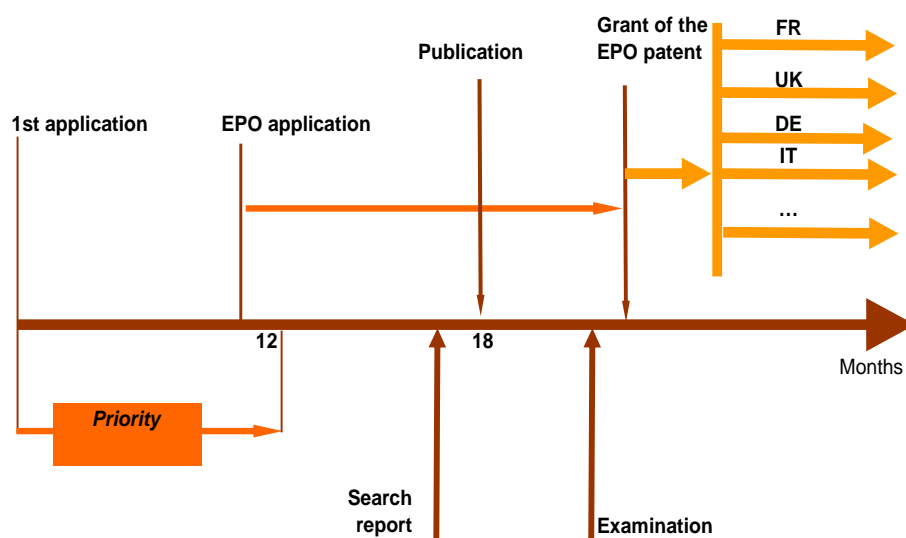 Grant of the
EPO patent
FR
Publication
UK
1st application
EPO application
DE
IT
...
12
18
Months
Priority
Search
report
Examination